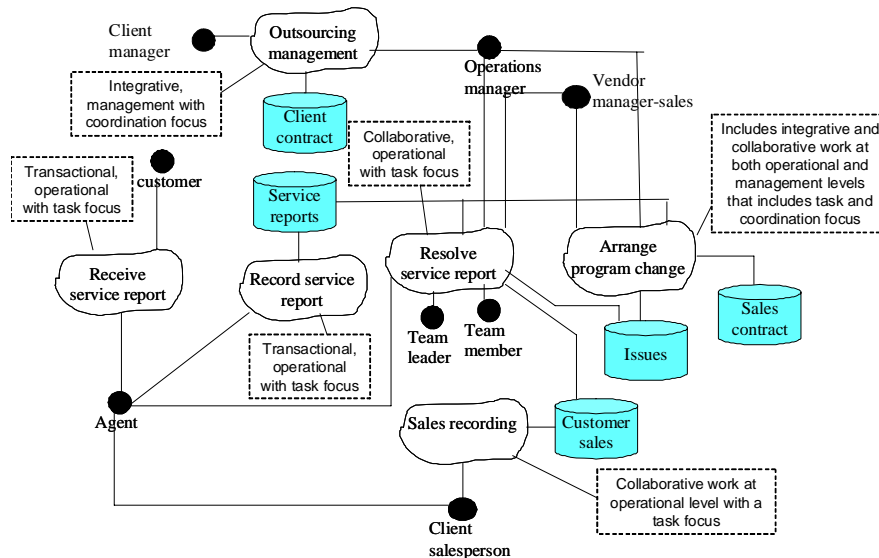 Client
manager
Outsourcing
management
Operations
manager
Vendor
manager-sales
Integrative,
management with
coordination focus
Client
contract
Collaborative,
operational
with task focus
Includes integrative and
collaborative work at
both operational and
management levels
that includes task and
coordination focus
Transactional,
operational
with task focus
customer
Service
reports
Receive
service report
Record service
report
Resolve
service report
Arrange
program change
Sales
contract
Team
leader
Team
member
Issues
Transactional,
operational
with task focus
Agent
Sales recording
Customer
sales
Collaborative work at
operational level with a
task focus
Client
salesperson